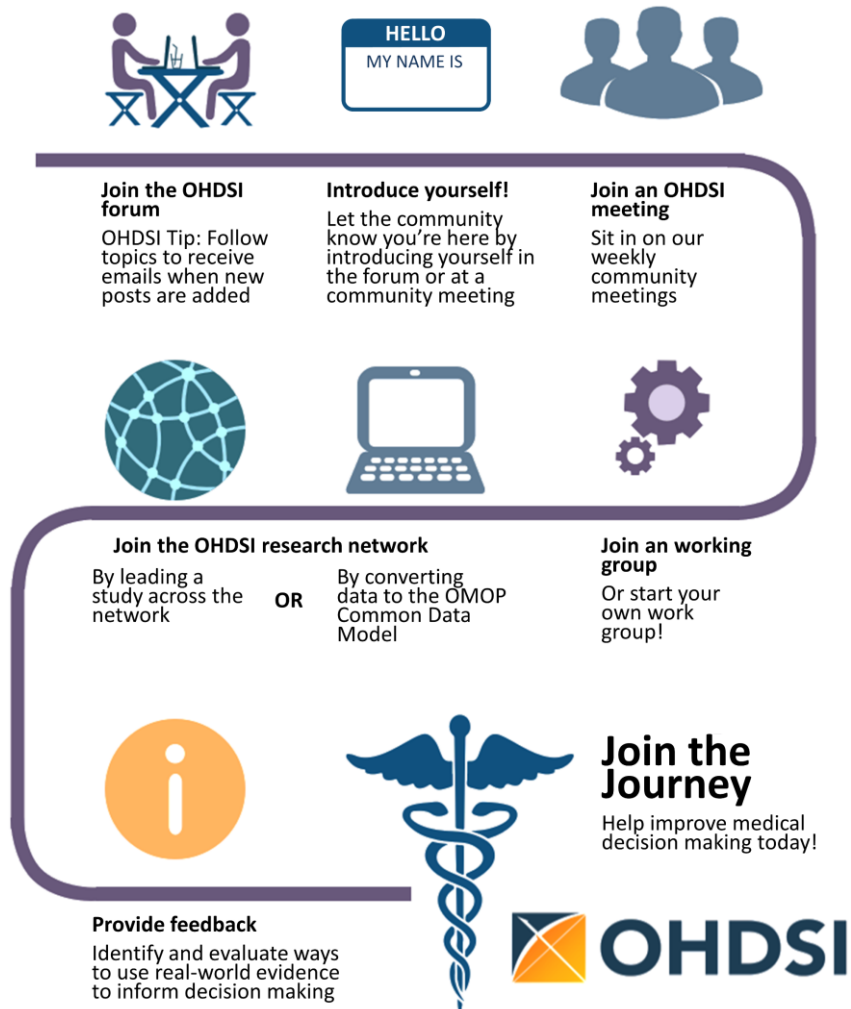 HELLO
MY NAME IS
Join the OHDSI
forum
OHDSI Tip: Follow
topics to receive
emails when new
posts are added
Introduce yourself!
Let the community
know you’re here by
introducing yourself in
the forum or at a
community meeting
Join an OHDSI
meeting
Sit in on our
weekly
community
meetings
Join an working
group
Or start your
own work
group!
Join the OHDSI research network
By leading a
study across the
network
OR
By converting
data to the OMOP
Common Data
Model
Provide feedback
Identify and evaluate ways
to use real-world evidence
to inform decision making
Join the
Journey
Help improve medical
decision making today!
OHDSI